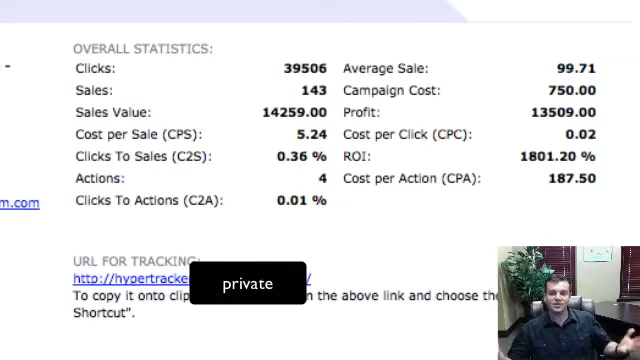 OVERALL STATISTICS:
Clicks: 39506 Average Sale: 99.71
Sales: 143 Campaign Cost: 750.00
Sales Value: 14259.00 Profit: 13509.00
Cost per Sale (CPS): 5.24 Cost per Click (CPC): 0.02
Clicks To Sales (C2S): 0.36 % ROI: 1801.20 %
Actions: 4 Cost per Action (CPA): 187.50
m.com Clicks To Actions (C2A): 0.01 %
URL FOR TRACKING:
http://hypertracker /
private
To copy it onto clip n the above link and choose the
Shortcut".